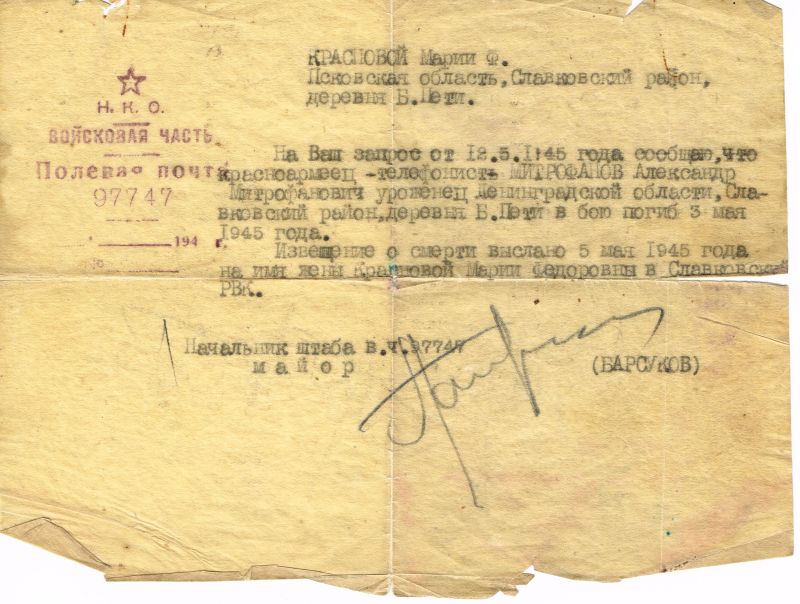 Н. К. О.
ВОЙСКОВАЯ ЧАСТЬ
Полевая почта
97747
194 г.
№
КРАСНОВОЙ Марии Ф.
Псковская область, Славковский район,
деревня Б.Пети.
На Ваш запрос от 12.5.1945 года сообщаю, что
красноармеец -телефонист МИТРОФАНОВ Александр
Митрофанович уроженец Ленинградской области, Сла-
вковский район, деревня Б.Пети в бою погиб 3 мая
1945 года.
Извещение о смерти выслано 5 мая 1945 года
на имя жены Красновой Марии Федоровны в Славковский
РВК.
Начальник штаба в.ч.97747
майор (БАРСУКОВ)